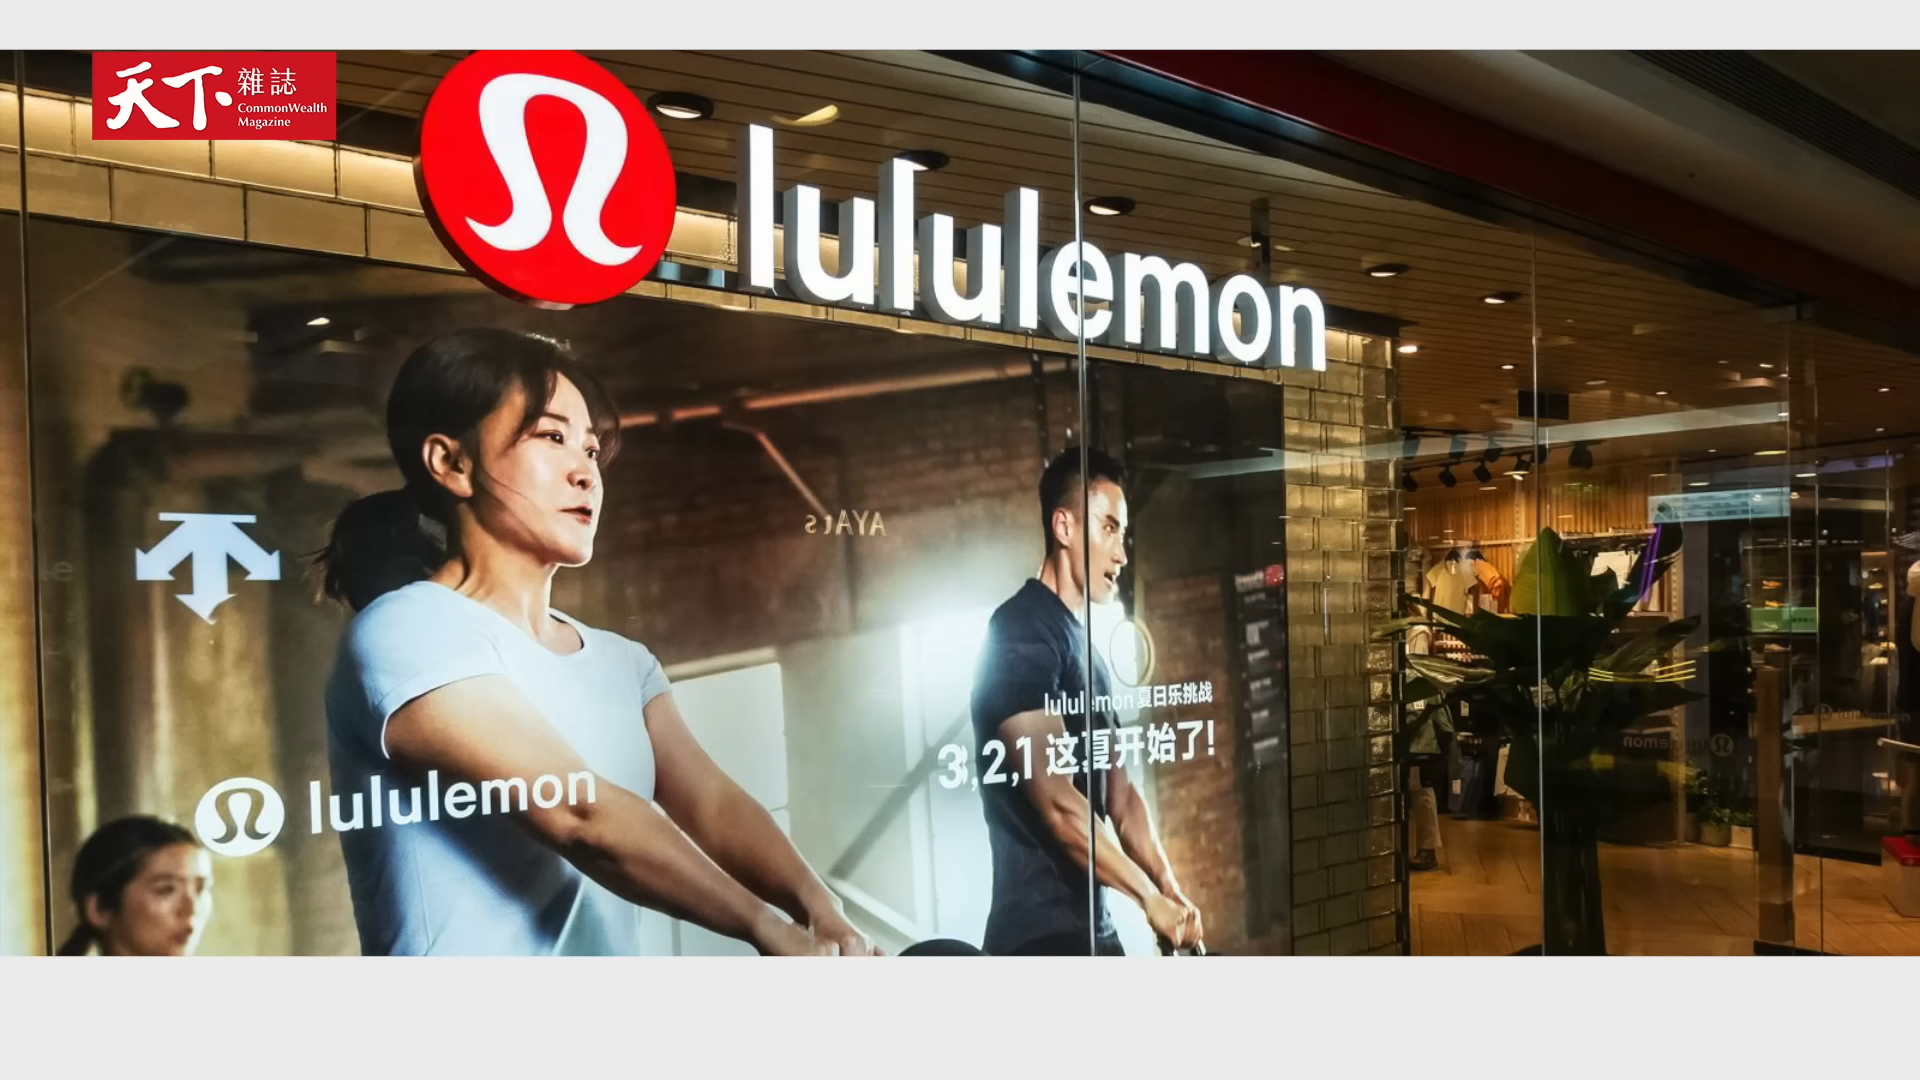 天下雜誌
CommonWealth
Magazine
lululemon
lululemon
lululemon夏日乐挑战
3,2,1 这夏开始了!